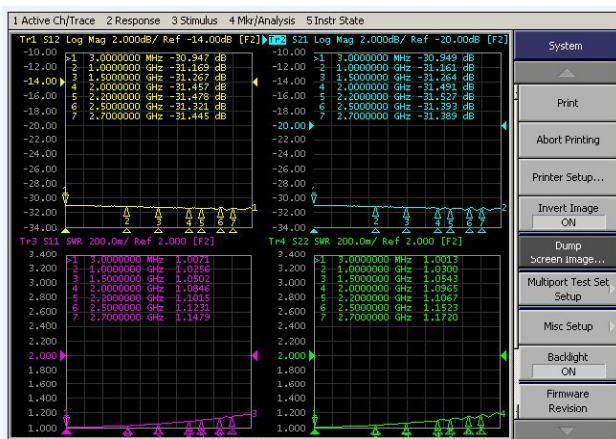 1 Active Ch/Trace 2 Response 3 Stimulus 4 Mkr/Analysis 5 Instr State
Tr1 S12 Log Mag 2.000dB/ Ref -14.00dB [F2]
-10.00
-12.00
-14.00
-16.00
-18.00
-20.00
-22.00
-24.00
-26.00
-28.00
-30.00
-32.00
-34.00
>1 3.0000000 MHz -30.947 dB
2 1.0000000 GHz -31.169 dB
3 1.5000000 GHz -31.267 dB
4 2.0000000 GHz -31.457 dB
5 2.2000000 GHz -31.478 dB
6 2.5000000 GHz -31.321 dB
7 2.7000000 GHz -31.445 dB
1
2 3 4 5 6 7
1
Tr2 S21 Log Mag 2.000dB/ Ref -20.00dB [F2]
-10.00
-12.00
-14.00
-16.00
-18.00
-20.00
-22.00
-24.00
-26.00
-28.00
-30.00
-32.00
-34.00
>1 3.0000000 MHz -30.949 dB
2 1.0000000 GHz -31.161 dB
3 1.5000000 GHz -31.264 dB
4 2.0000000 GHz -31.491 dB
5 2.2000000 GHz -31.527 dB
6 2.5000000 GHz -31.393 dB
7 2.7000000 GHz -31.389 dB
1
2 3 4 5 6 7
2
Tr3 S11 SWR 200.0m/ Ref 2.000 [F2]
3.400
3.200
3.000
2.800
2.600
2.400
2.200
2.000
1.800
1.600
1.400
1.200
1.000
>1 3.0000000 MHz 1.0071
2 1.0000000 GHz 1.0256
3 1.5000000 GHz 1.0502
4 2.0000000 GHz 1.0846
5 2.2000000 GHz 1.1015
6 2.5000000 GHz 1.1231
7 2.7000000 GHz 1.1479
3
Tr4 S22 SWR 200.0m/ Ref 2.000 [F2]
3.400
3.200
3.000
2.800
2.600
2.400
2.200
2.000
1.800
1.600
1.400
1.200
1.000
>1 3.0000000 MHz 1.0013
2 1.0000000 GHz 1.0300
3 1.5000000 GHz 1.0543
4 2.0000000 GHz 1.0965
5 2.2000000 GHz 1.1067
6 2.5000000 GHz 1.1523
7 2.7000000 GHz 1.1720
4
System
Print
Abort Printing
Printer Setup...
Invert Image
ON
Dump
Screen Image...
Multiport Test Set
Setup
Misc Setup
Backlight
ON
Firmware
Revision